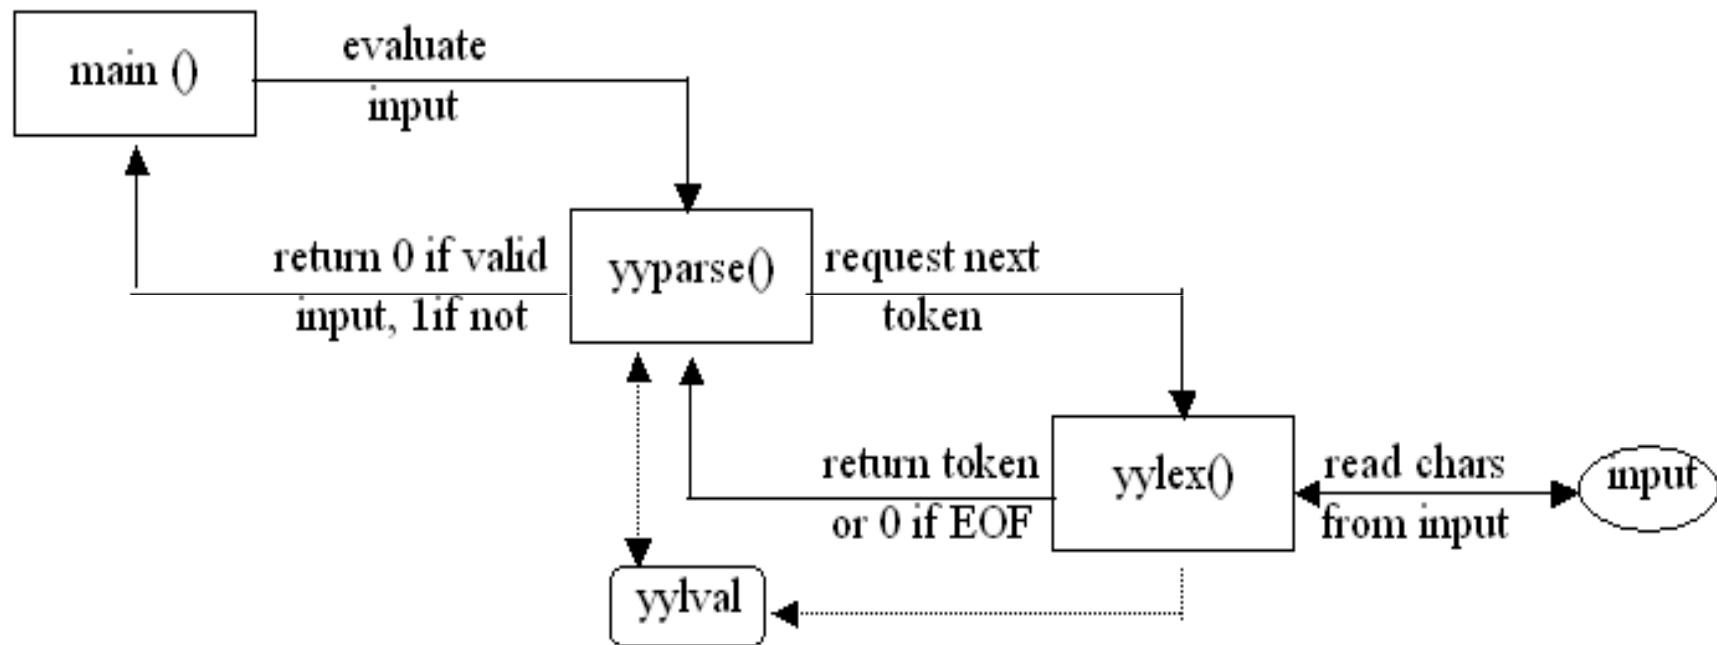 main ()
evaluate
input
return 0 if valid
input, 1if not
yyparse()
request next
token
return token
or 0 if EOF
yylex()
read chars
from input
input
yylval